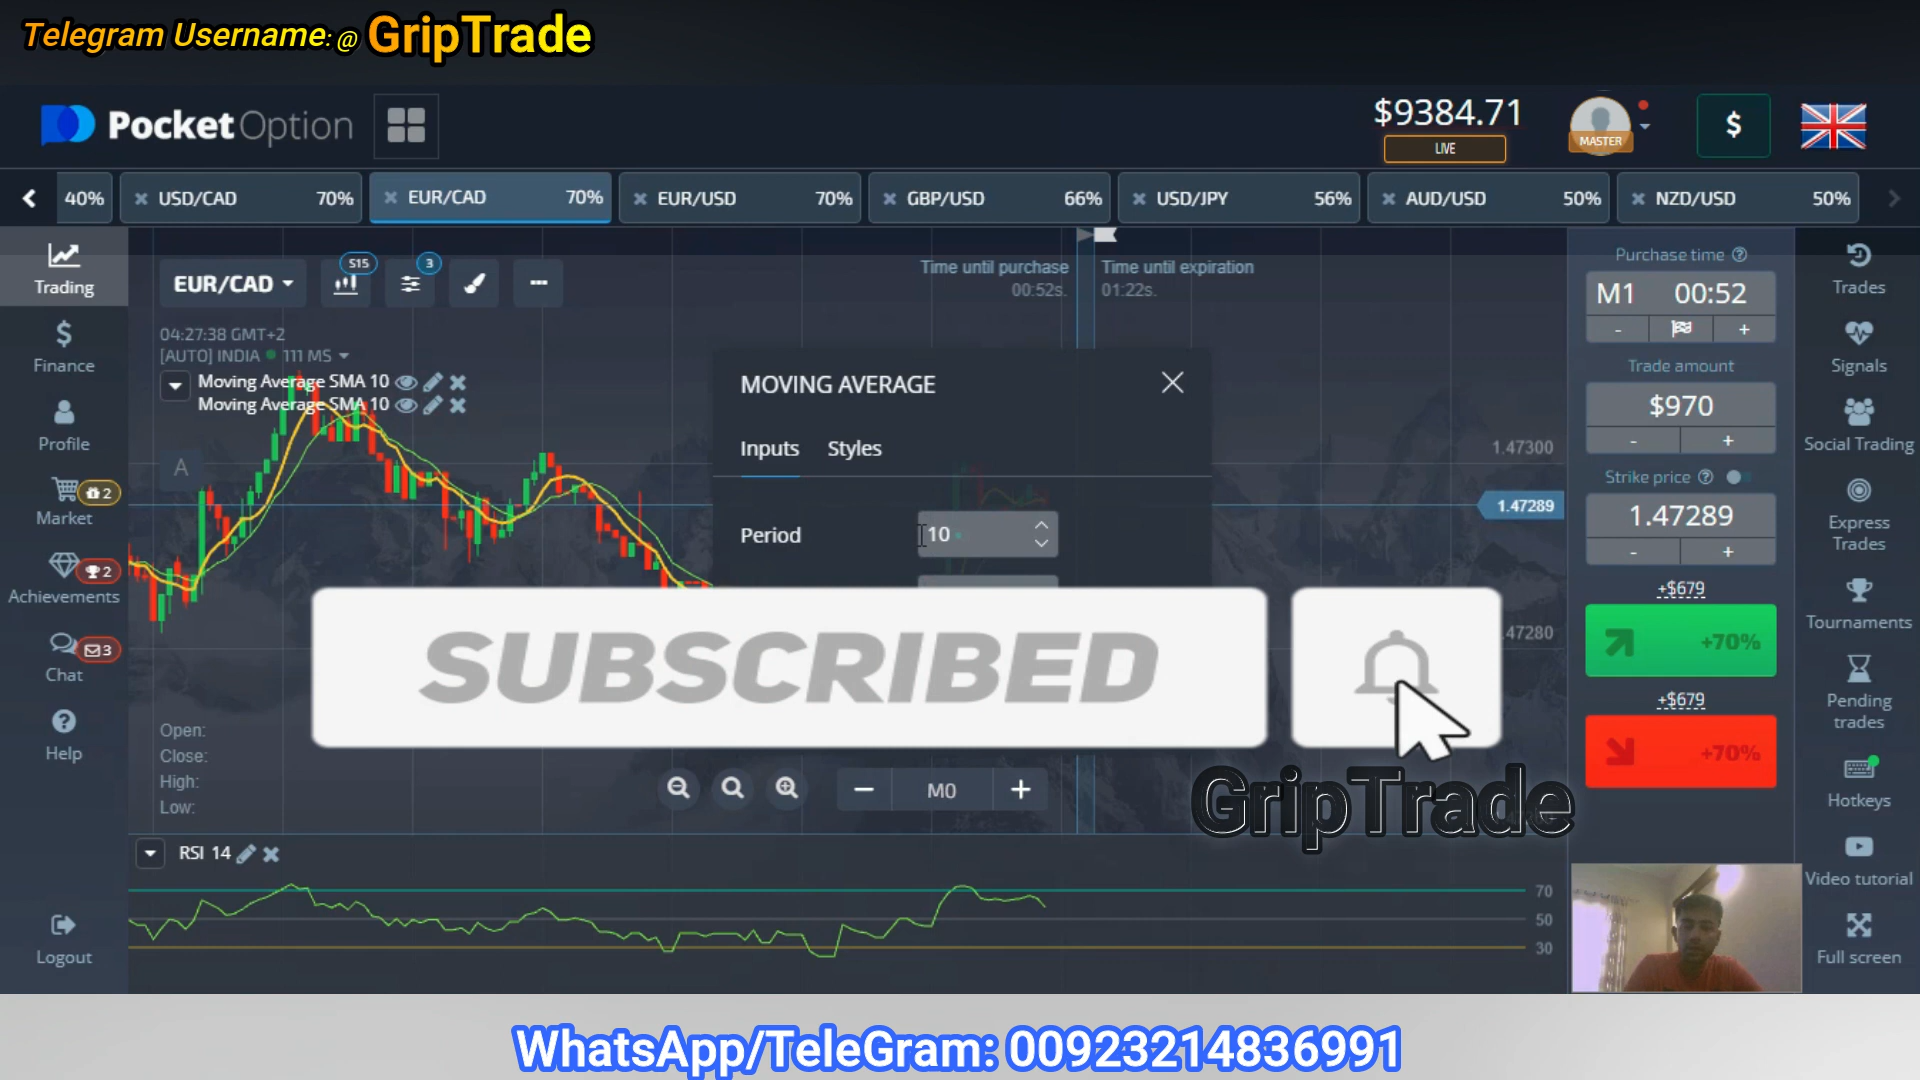 Telegram Username: @ GripTrade
PocketOption
$9384.71
LIVE
MASTER
$
40%
USD/CAD 70%
EUR/CAD 70%
EUR/USD 70%
GBP/USD 66%
USD/JPY 56%
AUD/USD 50%
NZD/USD 50%
Trading
Finance
Profile
Market
2
Achievements
2
Chat
3
Help
Logout
EUR/CAD
S15
3
04:27:38 GMT+2
[AUTO] INDIA 111 MS
Moving Average SMA 10
Moving Average SMA 10
A
Time until purchase
00:52s.
Time until expiration
01:22s.
MOVING AVERAGE
Inputs Styles
Period 10
1.47300
1.47289
.47280
SUBSCRIBED
Open:
Close:
High:
Low:
M0
GripTrade
RSI 14
70
50
30
Purchase time
M1 00:52
- +
Trade amount
$970
- +
Strike price
1.47289
- +
+$679
+70%
+$679
+70%
Trades
Signals
Social Trading
Express
Trades
Tournaments
Pending
trades
Hotkeys
Video tutorial
Full screen
WhatsApp/TeleGram: 00923214836991